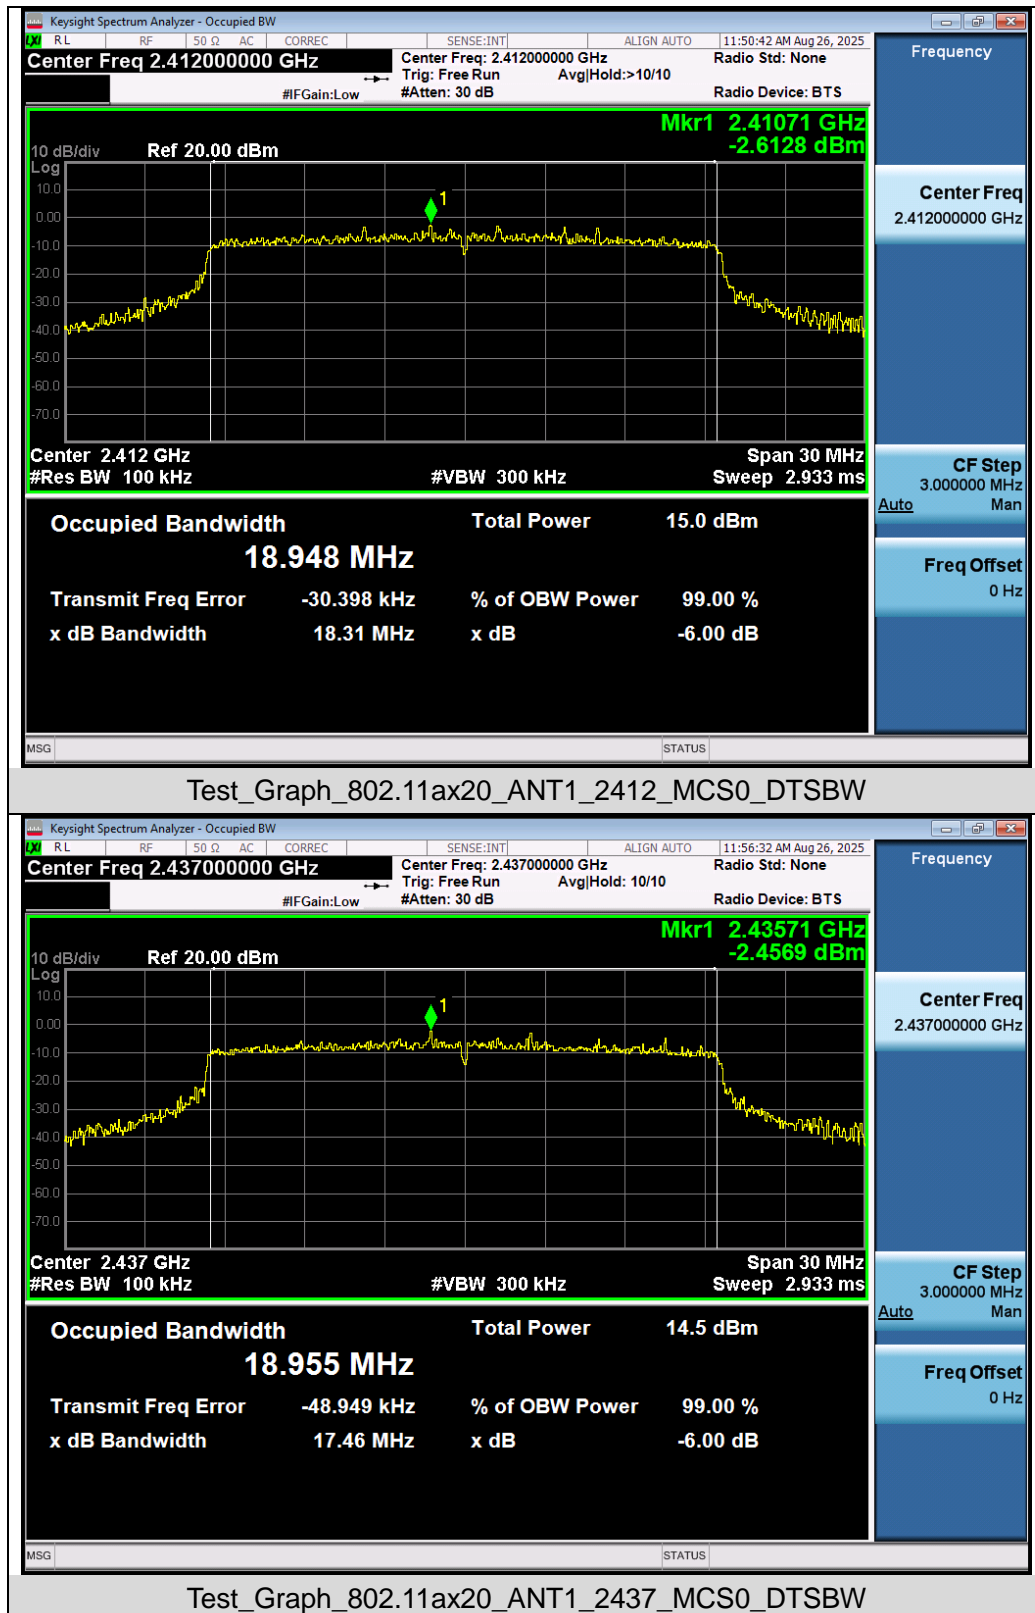 Keysight Spectrum Analyzer - Occupied BW
LXI RL RF 50 Ω AC CORREC SENSE:INT ALIGN AUTO 11:50:42 AM Aug 26, 2025
Center Freq 2.412000000 GHz
Center Freq: 2.412000000 GHz
Radio Std: None
Trig: Free Run Avg|Hold:>10/10
#IFGain:Low
#Atten: 30 dB
Radio Device: BTS
Frequency
Mkr1 2.41071 GHz
-2.6128 dBm
10 dB/div Ref 20.00 dBm
Log
10.0
0.00
-10.0
-20.0
-30.0
-40.0
-50.0
-60.0
-70.0
1
Center Freq
2.412000000 GHz
Center 2.412 GHz Span 30 MHz
#Res BW 100 kHz #VBW 300 kHz Sweep 2.933 ms
CF Step
3.000000 MHz
Auto Man
Occupied Bandwidth Total Power 15.0 dBm
18.948 MHz
Transmit Freq Error -30.398 kHz % of OBW Power 99.00 %
x dB Bandwidth 18.31 MHz x dB -6.00 dB
Freq Offset
0 Hz
MSG STATUS
Test_Graph_802.11ax20_ANT1_2412_MCS0_DTSBW
Keysight Spectrum Analyzer - Occupied BW
LXI RL RF 50 Ω AC CORREC SENSE:INT ALIGN AUTO 11:56:32 AM Aug 26, 2025
Center Freq 2.437000000 GHz
Center Freq: 2.437000000 GHz
Radio Std: None
Trig: Free Run Avg|Hold: 10/10
#IFGain:Low
#Atten: 30 dB
Radio Device: BTS
Frequency
Mkr1 2.43571 GHz
-2.4569 dBm
10 dB/div Ref 20.00 dBm
Log
10.0
0.00
-10.0
-20.0
-30.0
-40.0
-50.0
-60.0
-70.0
1
Center Freq
2.437000000 GHz
Center 2.437 GHz Span 30 MHz
#Res BW 100 kHz #VBW 300 kHz Sweep 2.933 ms
CF Step
3.000000 MHz
Auto Man
Occupied Bandwidth Total Power 14.5 dBm
18.955 MHz
Transmit Freq Error -48.949 kHz % of OBW Power 99.00 %
x dB Bandwidth 17.46 MHz x dB -6.00 dB
Freq Offset
0 Hz
MSG STATUS
Test_Graph_802.11ax20_ANT1_2437_MCS0_DTSBW